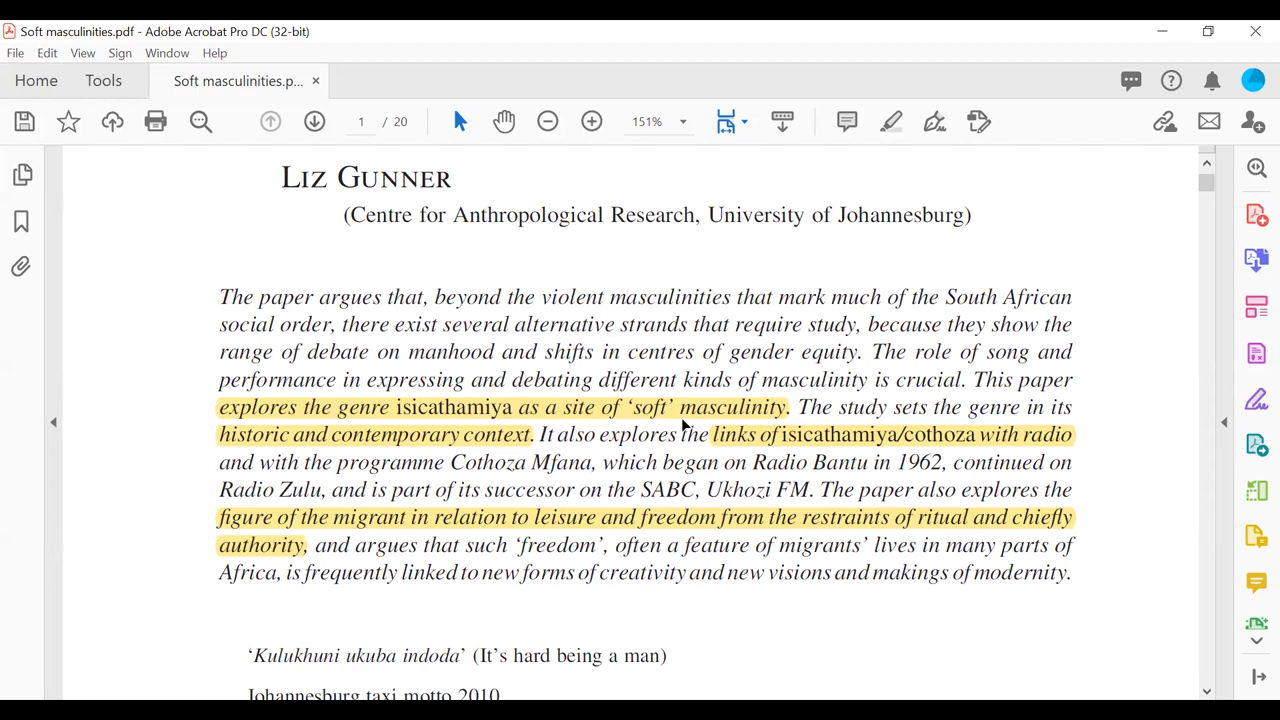 Soft masculinities.pdf - Adobe Acrobat Pro DC (32-bit)
File Edit View Sign Window Help
Home Tools Soft masculinities.p... ×
1 / 20 151%
LIZ GUNNER
(Centre for Anthropological Research, University of Johannesburg)
The paper argues that, beyond the violent masculinities that mark much of the South African
social order, there exist several alternative strands that require study, because they show the
range of debate on manhood and shifts in centres of gender equity. The role of song and
performance in expressing and debating different kinds of masculinity is crucial. This paper
explores the genre isicathamiya as a site of ‘soft’ masculinity. The study sets the genre in its
historic and contemporary context. It also explores the links of isicathamiya/cothoza with radio
and with the programme Cothoza Mfana, which began on Radio Bantu in 1962, continued on
Radio Zulu, and is part of its successor on the SABC, Ukhozi FM. The paper also explores the
figure of the migrant in relation to leisure and freedom from the restraints of ritual and chiefly
authority, and argues that such ‘freedom’, often a feature of migrants’ lives in many parts of
Africa, is frequently linked to new forms of creativity and new visions and makings of modernity.
‘Kulukhuni ukuba indoda’ (It’s hard being a man)
Johannesburg taxi motto 2010